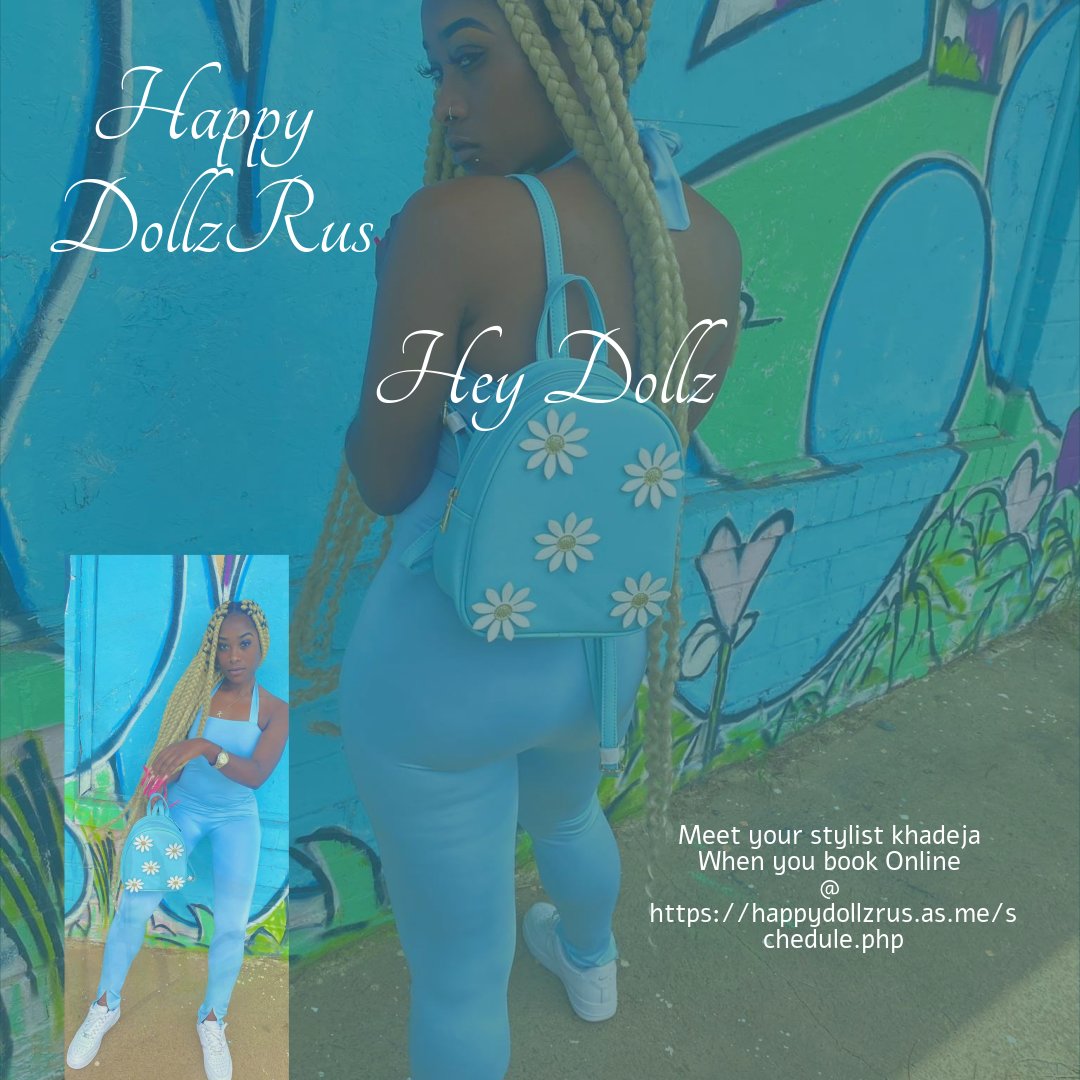 Happy
DollzRus
Hey Dollz
Meet your stylist khadeja
When you book Online
@
https://happydollzrus.as.me/s
chedule.php